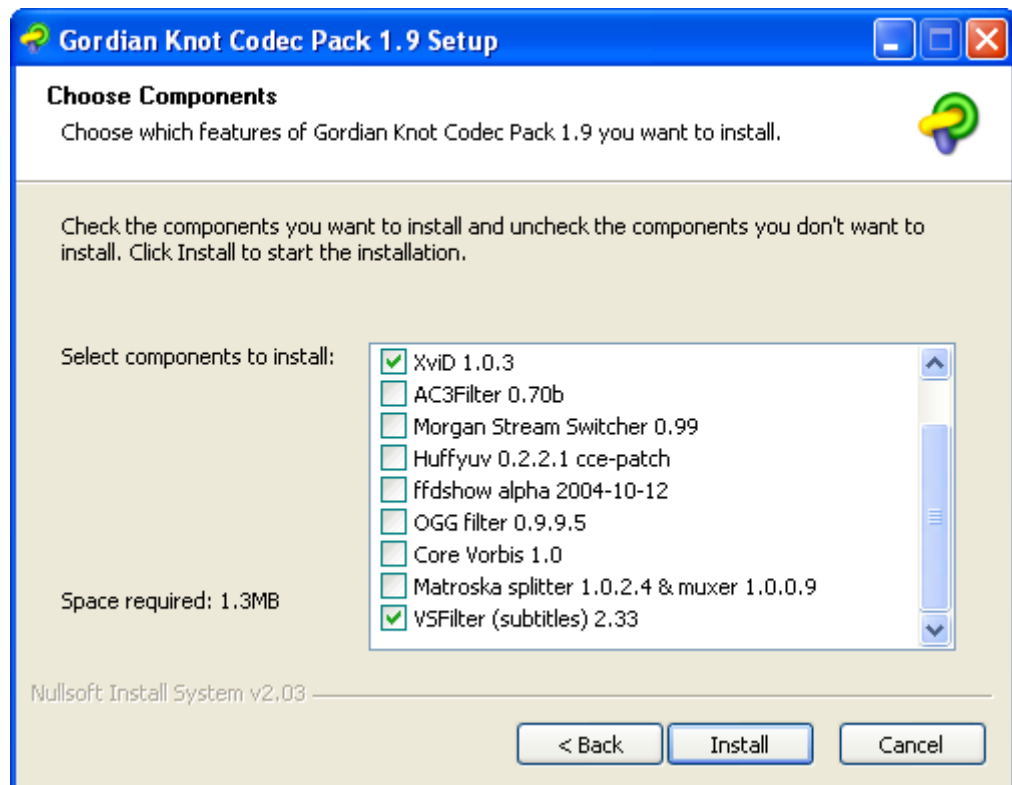 Gordian Knot Codec Pack 1.9 Setup
Choose Components
Choose which features of Gordian Knot Codec Pack 1.9 you want to install.
Check the components you want to install and uncheck the components you don't want to
install. Click Install to start the installation.
Select components to install:
XviD 1.0.3
AC3Filter 0.70b
Morgan Stream Switcher 0.99
Huffyuv 0.2.2.1 cce-patch
ffdshow alpha 2004-10-12
OGG filter 0.9.9.5
Core Vorbis 1.0
Matroska splitter 1.0.2.4 & muxer 1.0.0.9
VSFilter (subtitles) 2.33
Space required: 1.3MB
Nullsoft Install System v2.03
< Back
Install
Cancel